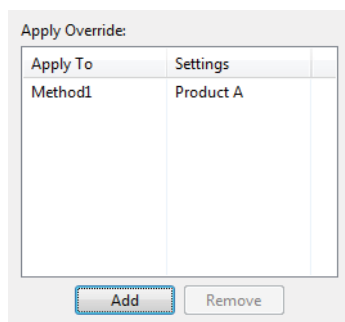 Apply Override:
Apply To Settings
Method1 Product A
Add Remove